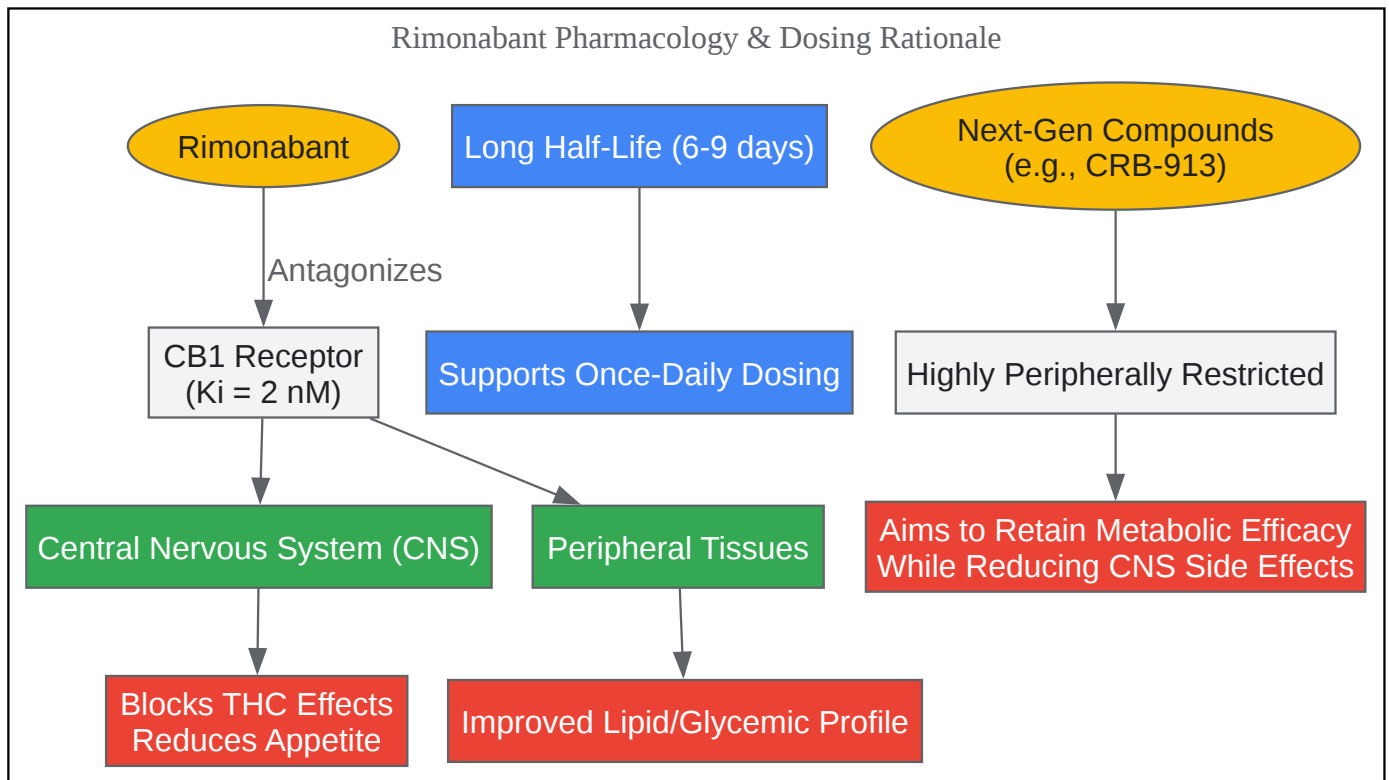 Rimonabant Pharmacology & Dosing Rationale
Rimonabant
Long Half-Life (6-9 days)
Next-Gen Compounds
(e.g., CRB-913)
Antagonizes
CB1 Receptor
(Ki = 2 nM)
Supports Once-Daily Dosing
Highly Peripherally Restricted
Central Nervous System (CNS)
Peripheral Tissues
Aims to Retain Metabolic Efficacy
While Reducing CNS Side Effects
Blocks THC Effects
Reduces Appetite
Improved Lipid/Glycemic Profile